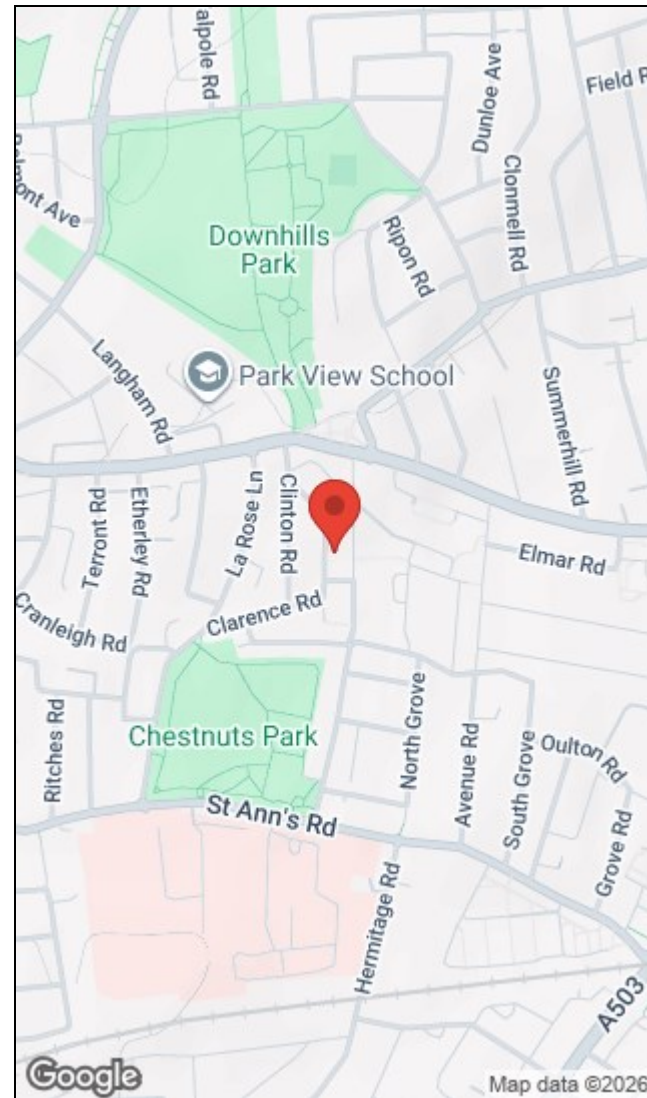 alpole Rd
Dunloe Ave
Field R
Clonmell Rd
elmont Ave
Downhills
Park
Ripon Rd
Langham Rd
Park View School
Summerhill Rd
Terront Rd
Etherley Rd
La Rose Ln
Clinton Rd
Elmar Rd
Cranleigh Rd
Clarence Rd
Ritches Rd
Chestnuts Park
North Grove
Avenue Rd
South Grove
Oulton Rd
St Ann's Rd
Grove Rd
Hermitage Rd
A503
Google
Map data ©2026